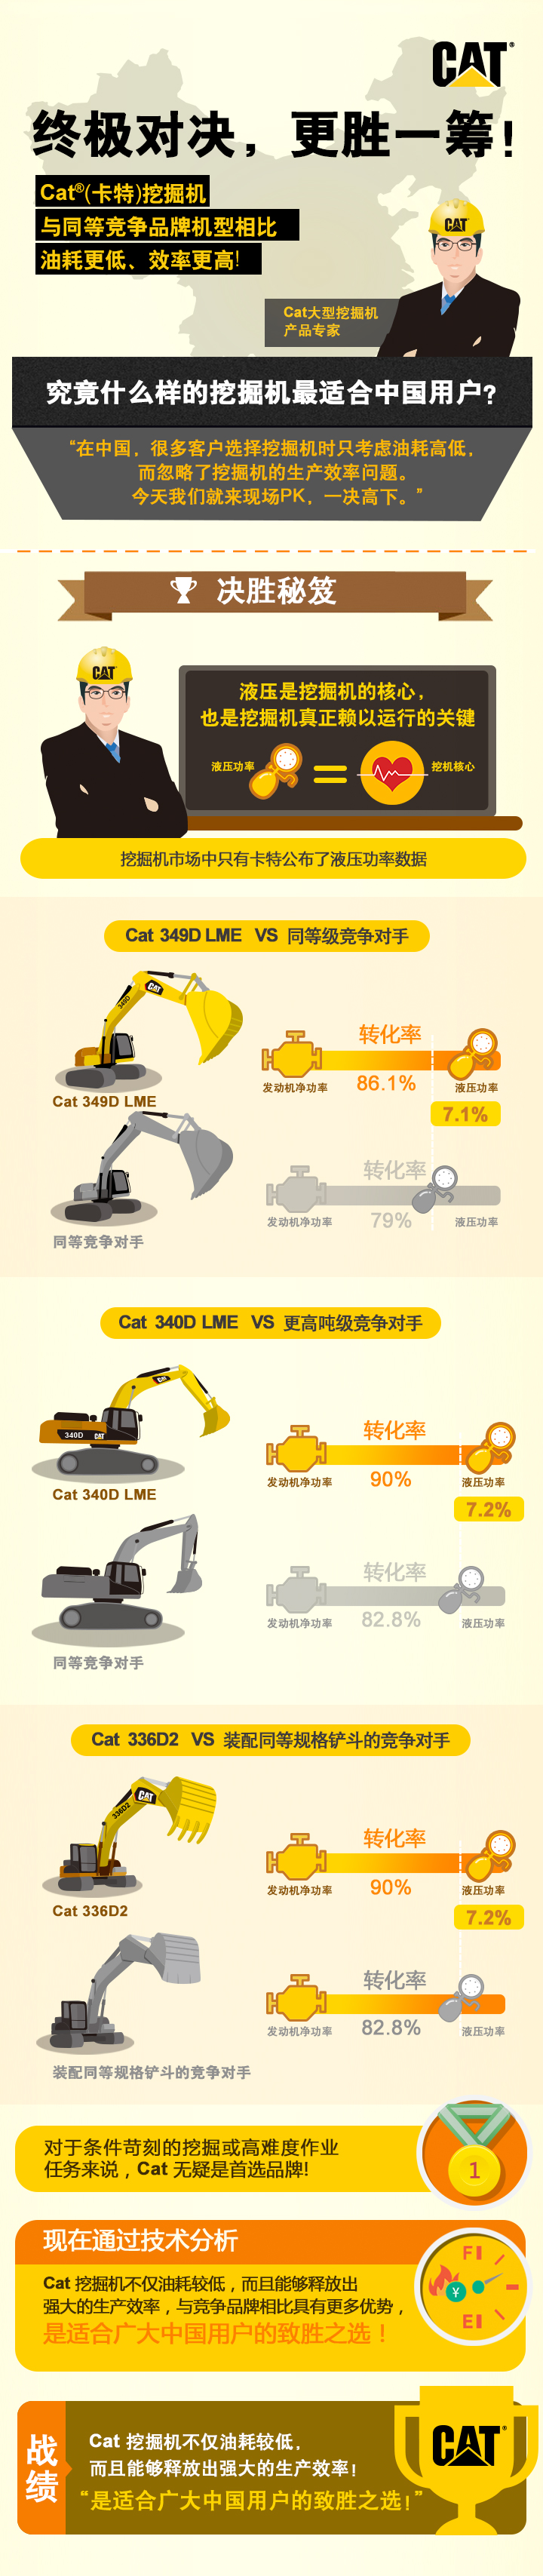 CAT®
终极对决，更胜一筹！
Cat®(卡特)挖掘机
与同等竞争品牌机型相比
油耗更低、效率更高!
CAT
Cat大型挖掘机
产品专家
究竟什么样的挖掘机最适合中国用户?
“在中国，很多客户选择挖掘机时只考虑油耗高低，
而忽略了挖掘机的生产效率问题。
今天我们就来现场PK，一决高下。”
决胜秘笈
CAT
液压是挖掘机的核心，
也是挖掘机真正赖以运行的关键
液压功率
挖机核心
挖掘机市场中只有卡特公布了液压功率数据
Cat 349D LME VS 同等级竞争对手
349D
CAT
Cat 349D LME
转化率
发动机净功率
86.1%
液压功率
7.1%
同等竞争对手
转化率
发动机净功率
79%
液压功率
Cat 340D LME VS 更高吨级竞争对手
CAT
340D CAT
Cat 340D LME
转化率
发动机净功率
90%
液压功率
7.2%
同等竞争对手
转化率
发动机净功率
82.8%
液压功率
Cat 336D2 VS 装配同等规格铲斗的竞争对手
336D2
CAT
Cat 336D2
转化率
发动机净功率
90%
液压功率
7.2%
装配同等规格铲斗的竞争对手
转化率
发动机净功率
82.8%
液压功率
对于条件苛刻的挖掘或高难度作业
任务来说，Cat 无疑是首选品牌!
1
现在通过技术分析
Cat 挖掘机不仅油耗较低，而且能够释放出
强大的生产效率，与竞争品牌相比具有更多优势，
是适合广大中国用户的致胜之选！
F
¥
E
战绩
Cat 挖掘机不仅油耗较低，
而且能够释放出强大的生产效率！
“是适合广大中国用户的致胜之选！”
CAT®